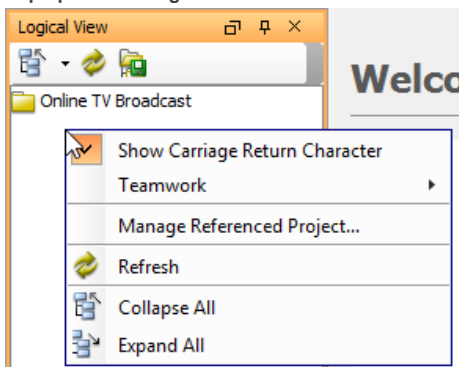 Logical View
Welco
Online TV Broadcast
Show Carriage Return Character
Teamwork
Manage Referenced Project...
Refresh
Collapse All
Expand All